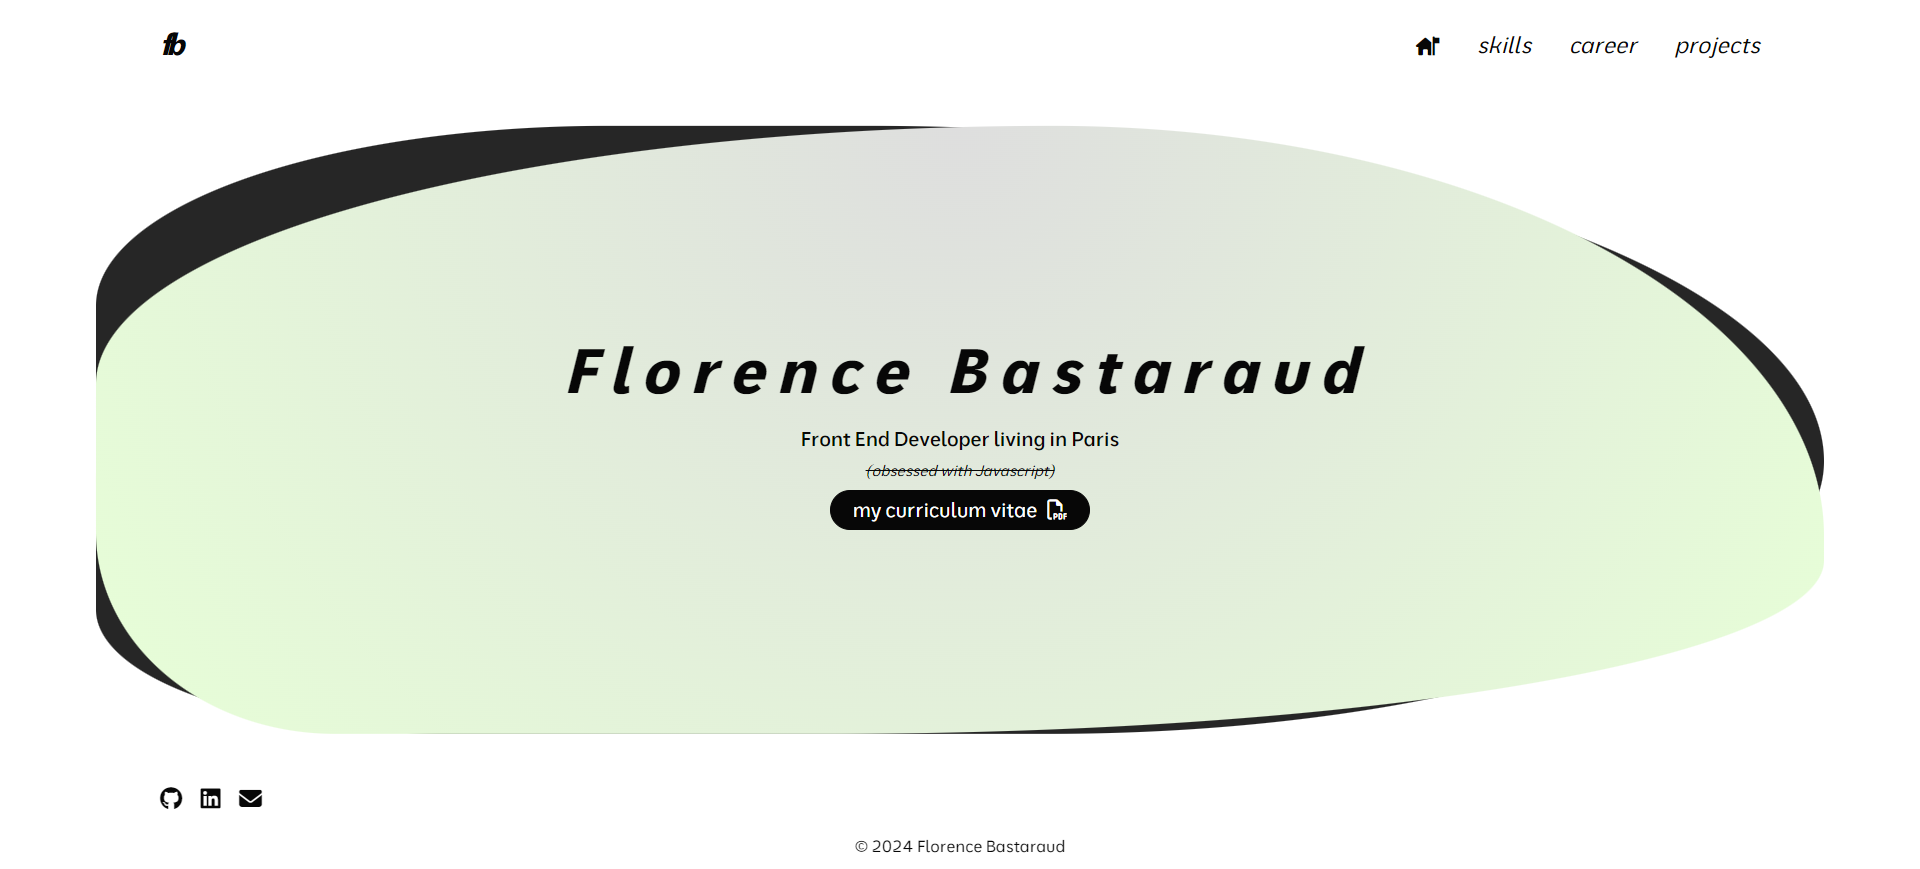 fb
skills career projects
Florence Bastaraud
Front End Developer living in Paris
(obsessed with Javascript)
my curriculum vitae PDF
in
© 2024 Florence Bastaraud